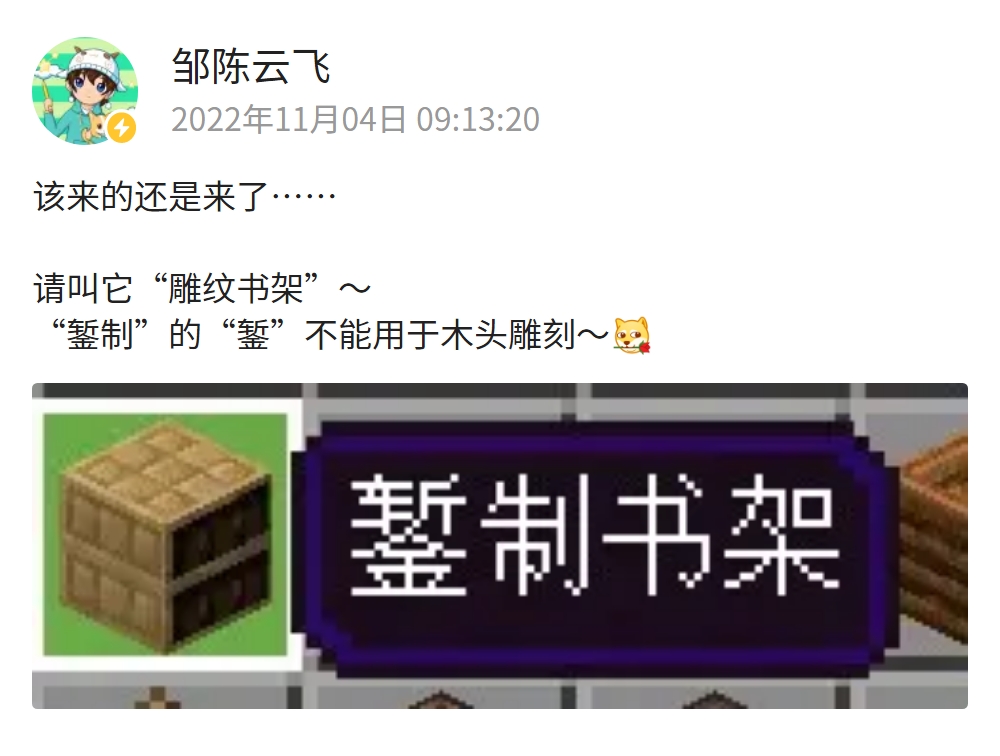 邹陈云飞
2022年11月04日 09:13:20
该来的还是来了……
请叫它“雕纹书架”～
“錾制”的“錾”不能用于木头雕刻～
錾制书架